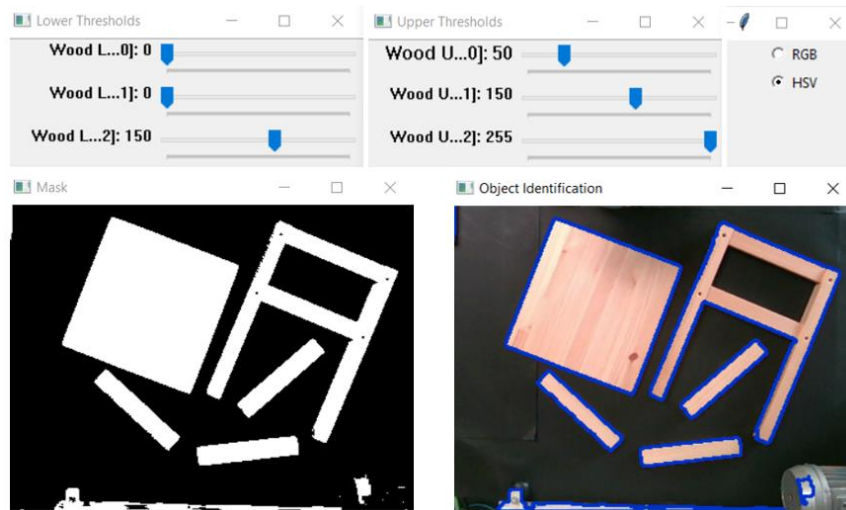 Lower Thresholds
Wood L...0]: 0
Wood L...1]: 0
Wood L...2]: 150
Upper Thresholds
Wood U...0]: 50
Wood U...1]: 150
Wood U...2]: 255
RGB
HSV
Mask
Object Identification